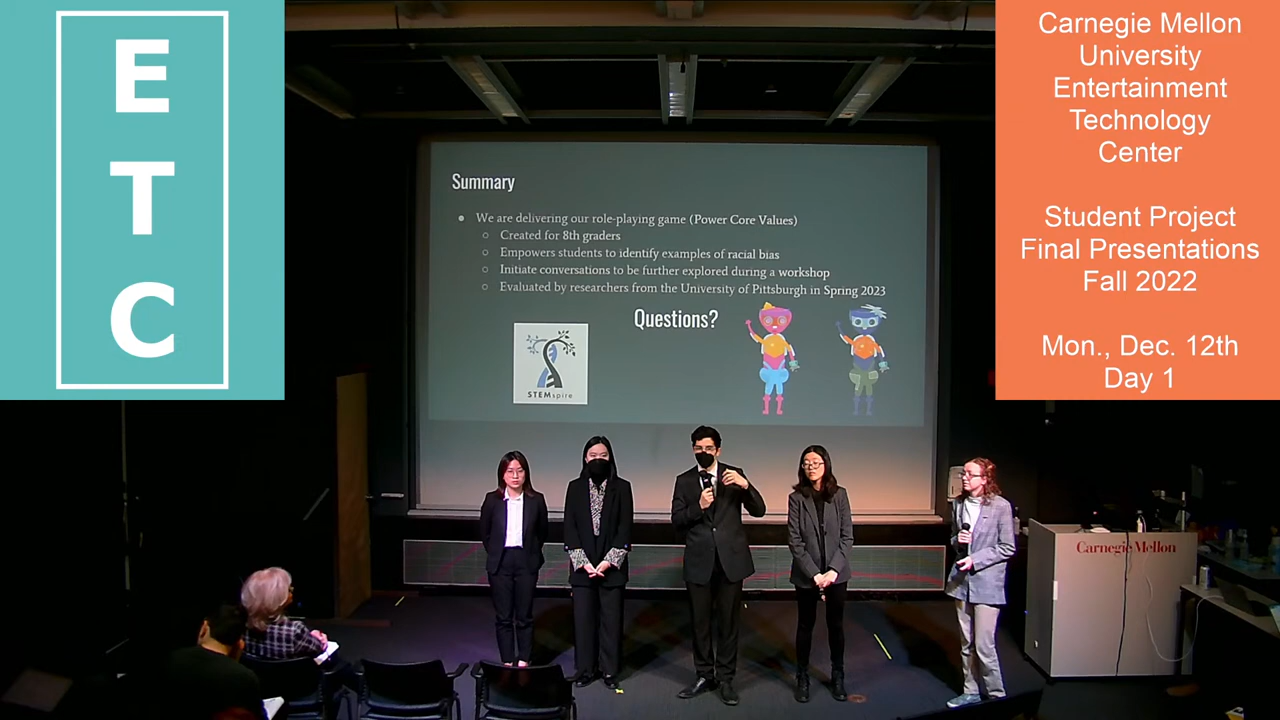 E
T
C
Carnegie Mellon
University
Entertainment
Technology
Center
Student Project
Final Presentations
Fall 2022
Mon., Dec. 12th
Day 1
Summary
We are delivering our role-playing game (Power Core Values)
Created for 8th graders
Empowers students to identify examples of racial bias
Initiate conversations to be further explored during a workshop
Evaluated by researchers from the University of Pittsburgh in Spring 2023
Questions?
STEMspire
Carnegie Mellon